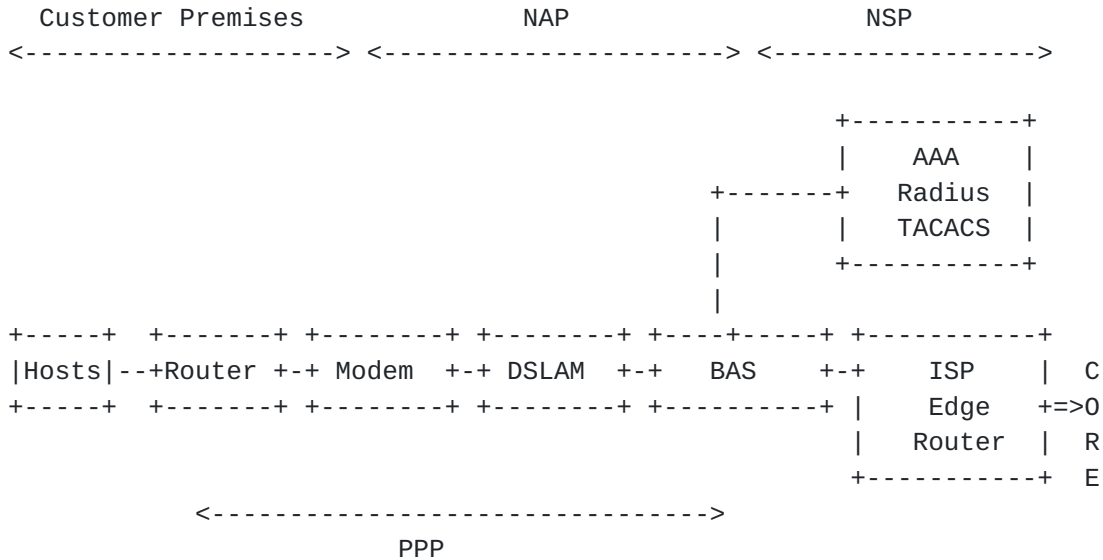 Customer Premises NAP NSP
<--------------------> <----------------------> <----------------->
+-----------+
| AAA |
+-------+ Radius |
| | TACACS |
| +-----------+
|
+-----+ +-------+ +--------+ +--------+ +----+-----+ +-----------+
|Hosts|--+Router +-+ Modem +-+ DSLAM +-+ BAS +-+ ISP | C
+-----+ +-------+ +--------+ +--------+ +----------+ | Edge +=>O
| Router | R
+-----------+ E
<--------------------------------->
PPP